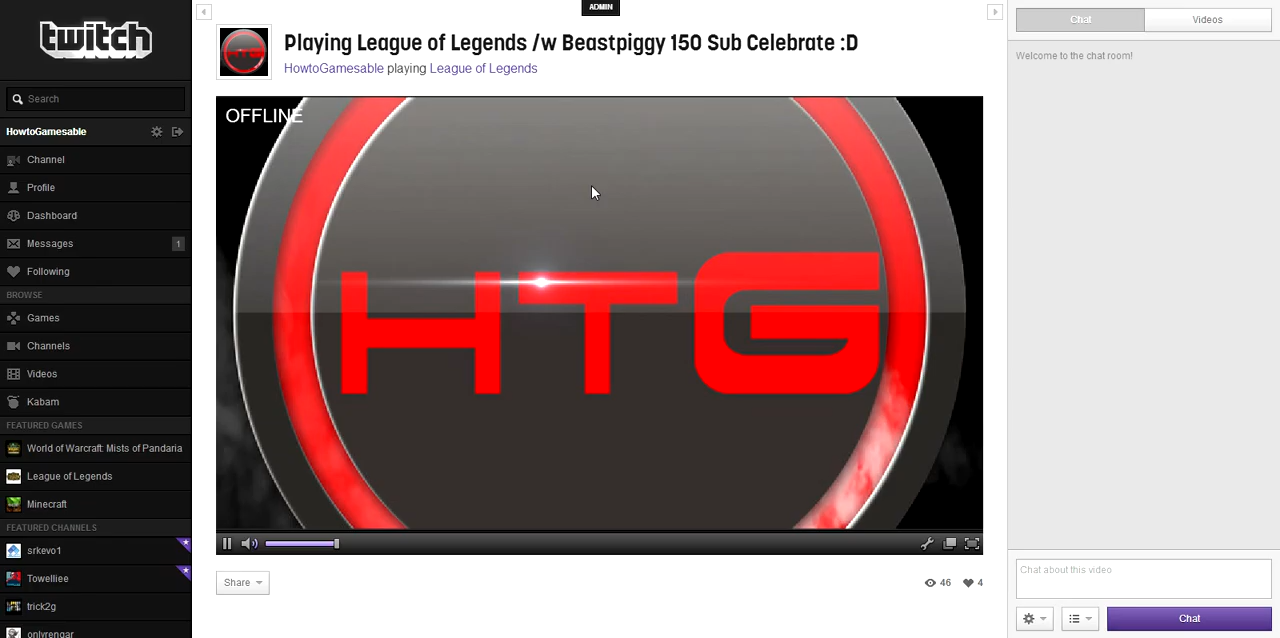 twitch
Search
HowtoGamesable
Channel
Profile
Dashboard
Messages 1
Following
BROWSE
Games
Channels
Videos
Kabam
FEATURED GAMES
World of Warcraft: Mists of Pandaria
League of Legends
Minecraft
FEATURED CHANNELS
srkevo1
Towelliee
trick2g
onlyrengar
ADMIN
HTG
Playing League of Legends /w Beastpiggy 150 Sub Celebrate :D
HowtoGamesable playing League of Legends
OFFLINE
HTG
Share
46 4
Chat Videos
Welcome to the chat room!
Chat about this video
Chat